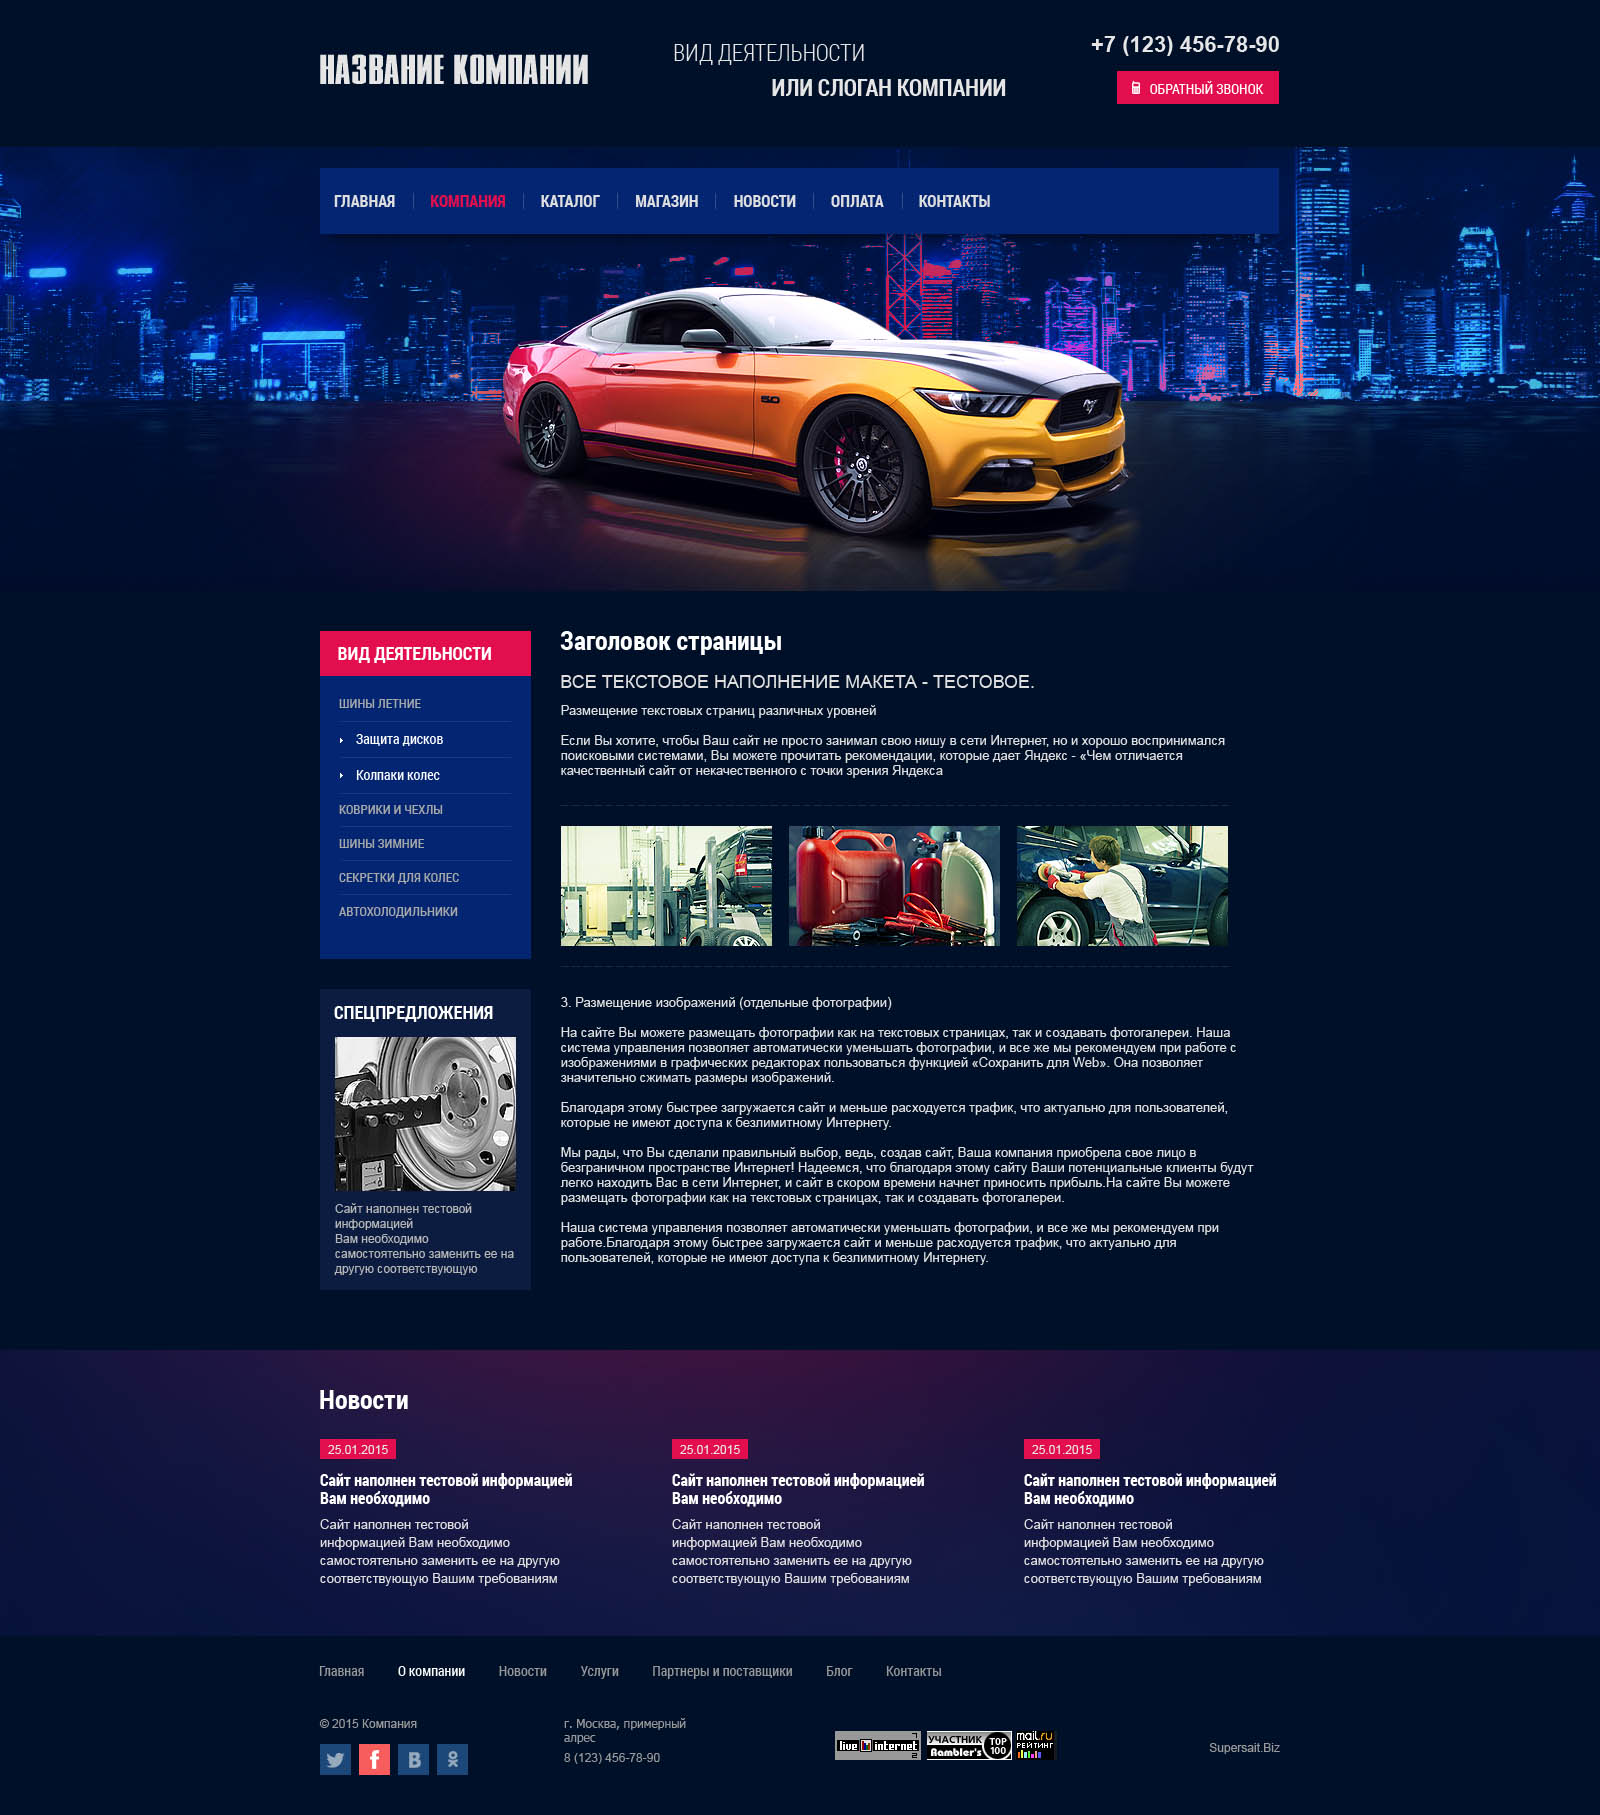 НАЗВАНИЕ КОМПАНИИ
ВИД ДЕЯТЕЛЬНОСТИ
ИЛИ СЛОГАН КОМПАНИИ
+7 (123) 456-78-90
ОБРАТНЫЙ ЗВОНОК
ГЛАВНАЯ КОМПАНИЯ КАТАЛОГ МАГАЗИН НОВОСТИ ОПЛАТА КОНТАКТЫ
5.0
ВИД ДЕЯТЕЛЬНОСТИ
ШИНЫ ЛЕТНИЕ
Защита дисков
Колпаки колес
КОВРИКИ И ЧЕХЛЫ
ШИНЫ ЗИМНИЕ
СЕКРЕТКИ ДЛЯ КОЛЕС
АВТОХОЛОДИЛЬНИКИ
СПЕЦПРЕДЛОЖЕНИЯ
Сайт наполнен тестовой
информацией
Вам необходимо
самостоятельно заменить ее на
другую соответствующую
Заголовок страницы
ВСЕ ТЕКСТОВОЕ НАПОЛНЕНИЕ МАКЕТА - ТЕСТОВОЕ.
Размещение текстовых страниц различных уровней
Если Вы хотите, чтобы Ваш сайт не просто занимал свою нишу в сети Интернет, но и хорошо воспринимался
поисковыми системами, Вы можете прочитать рекомендации, которые дает Яндекс - «Чем отличается
качественный сайт от некачественного с точки зрения Яндекса
3. Размещение изображений (отдельные фотографии)
На сайте Вы можете размещать фотографии как на текстовых страницах, так и создавать фотогалереи. Наша
система управления позволяет автоматически уменьшать фотографии, и все же мы рекомендуем при работе с
изображениями в графических редакторах пользоваться функцией «Сохранить для Web». Она позволяет
значительно сжимать размеры изображений.
Благодаря этому быстрее загружается сайт и меньше расходуется трафик, что актуально для пользователей,
которые не имеют доступа к безлимитному Интернету.
Мы рады, что Вы сделали правильный выбор, ведь, создав сайт, Ваша компания приобрела свое лицо в
безграничном пространстве Интернет! Надеемся, что благодаря этому сайту Ваши потенциальные клиенты будут
легко находить Вас в сети Интернет, и сайт в скором времени начнет приносить прибыль.На сайте Вы можете
размещать фотографии как на текстовых страницах, так и создавать фотогалереи.
Наша система управления позволяет автоматически уменьшать фотографии, и все же мы рекомендуем при
работе.Благодаря этому быстрее загружается сайт и меньше расходуется трафик, что актуально для
пользователей, которые не имеют доступа к безлимитному Интернету.
Новости
25.01.2015
Сайт наполнен тестовой информацией
Вам необходимо
Сайт наполнен тестовой
информацией Вам необходимо
самостоятельно заменить ее на другую
соответствующую Вашим требованиям
25.01.2015
Сайт наполнен тестовой информацией
Вам необходимо
Сайт наполнен тестовой
информацией Вам необходимо
самостоятельно заменить ее на другую
соответствующую Вашим требованиям
25.01.2015
Сайт наполнен тестовой информацией
Вам необходимо
Сайт наполнен тестовой
информацией Вам необходимо
самостоятельно заменить ее на другую
соответствующую Вашим требованиям
Главная О компании Новости Услуги Партнеры и поставщики Блог Контакты
© 2015 Компания
f В
г. Москва, примерный
алрес
8 (123) 456-78-90
live internet
УЧАСТНИК
Rambler's
TOP
100
mail.ru
РЕЙТИНГ
Supersait.Biz